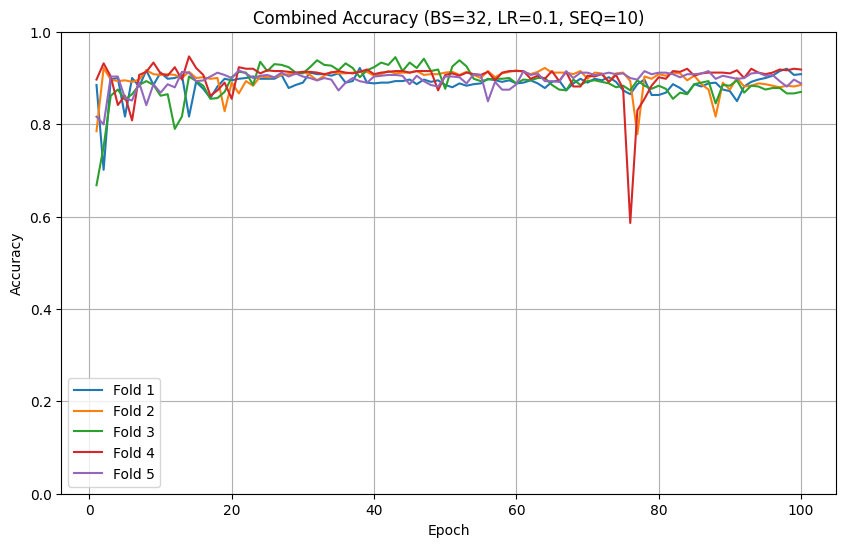 Combined Accuracy (BS=32, LR=0.1, SEQ=10)
1.0
0.8
0.6
0.4
0.2
0.0
Accuracy
Fold 1
Fold 2
Fold 3
Fold 4
Fold 5
0 20 40 60 80 100
Epoch